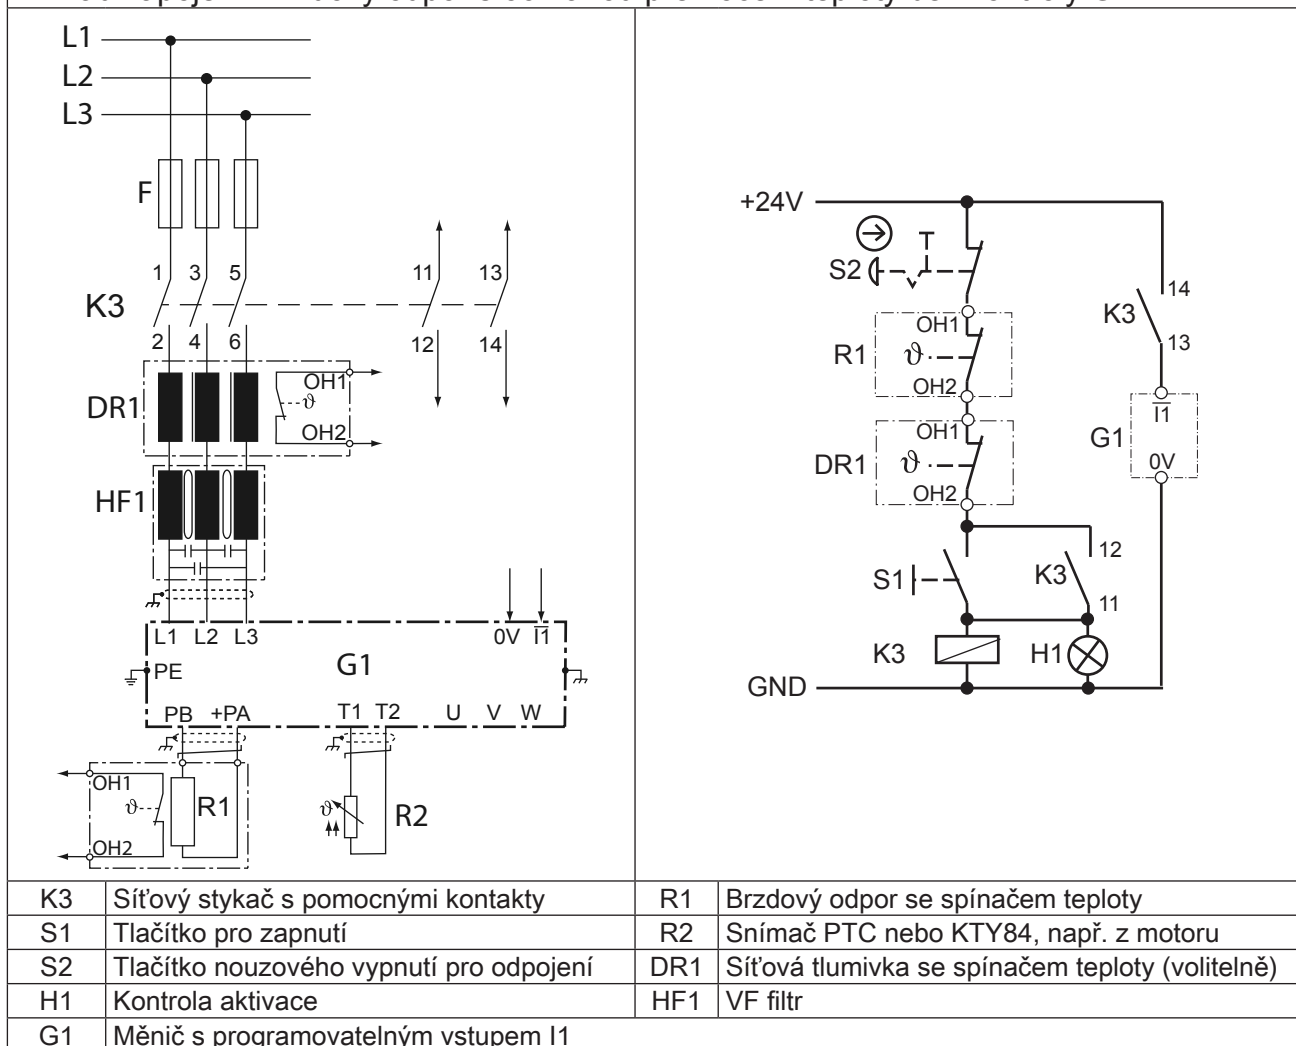 L1
L2
L3
F
1 3 5
11 13
K3
2 4 6
12 14
DR1
OH1
ϑ
OH2
HF1
L1 L2 L3
0V I1
PE
G1
PB +PA
T1 T2
U V W
OH1
ϑ
R1
OH2
ϑ
R2
+24V
S2
OH1
R1
ϑ
OH2
OH1
DR1
ϑ
OH2
14
K3
13
I1
G1
0V
S1
12
K3
11
K3
H1
GND
K3 Síťový stykač s pomocnými kontakty R1 Brzdový odpor se spínačem teploty
S1 Tlačítko pro zapnutí R2 Snímač PTC nebo KTY84, např. z motoru
S2 Tlačítko nouzového vypnutí pro odpojení DR1 Síťová tlumivka se spínačem teploty (volitelně)
H1 Kontrola aktivace HF1 VF filtr
G1 Měnič s programovatelným vstupem I1